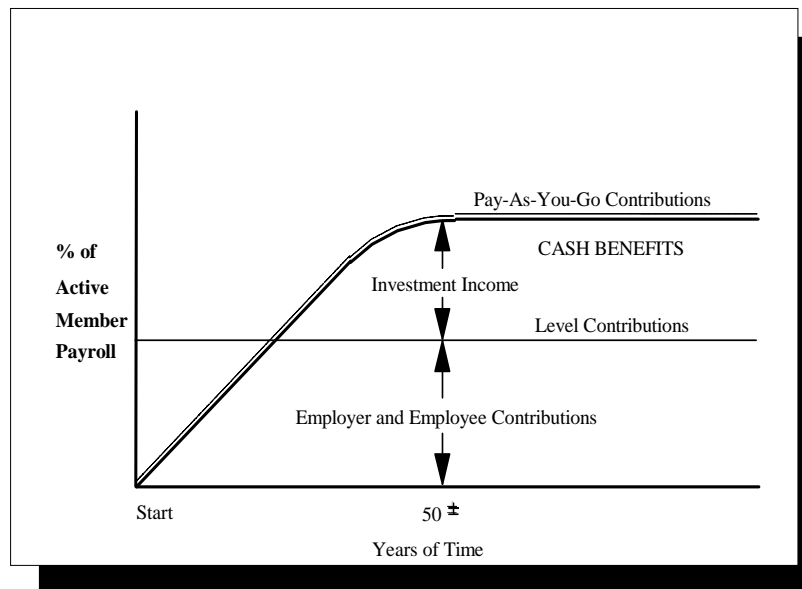 Pay-As-You-Go Contributions
% of
CASH BENEFITS
Active
Investment Income
Member
Level Contributions
Payroll
Employer and Employee Contributions
Start
50 ±
Years of Time